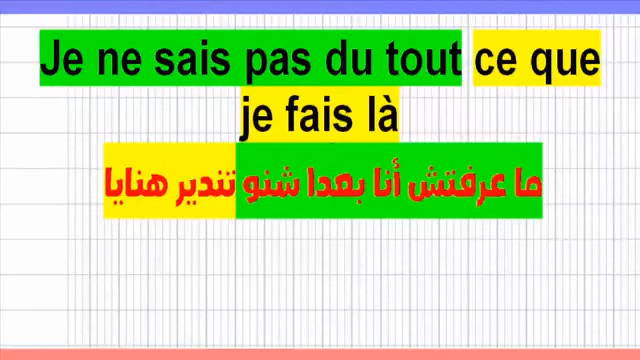 Je ne sais pas du tout ce que
je fais là
ما عرفتش أنا بعدا شنو تندير هنايا